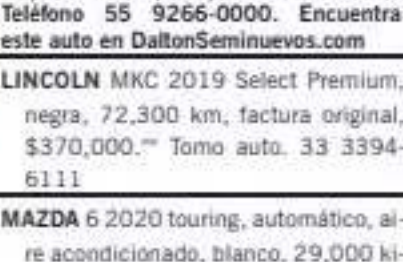 Teléfono 55 9266-0000. Encuentra
este auto en DaltonSeminuevos.com
LINCOLN MKC 2019 Select Premium,
negra, 72,300 km, factura original,
$370,000.ºº Tomo auto. 33 3394-
6111
MAZDA 6 2020 touring, automático, ai-
re acondicionado, blanco, 29,000 ki-